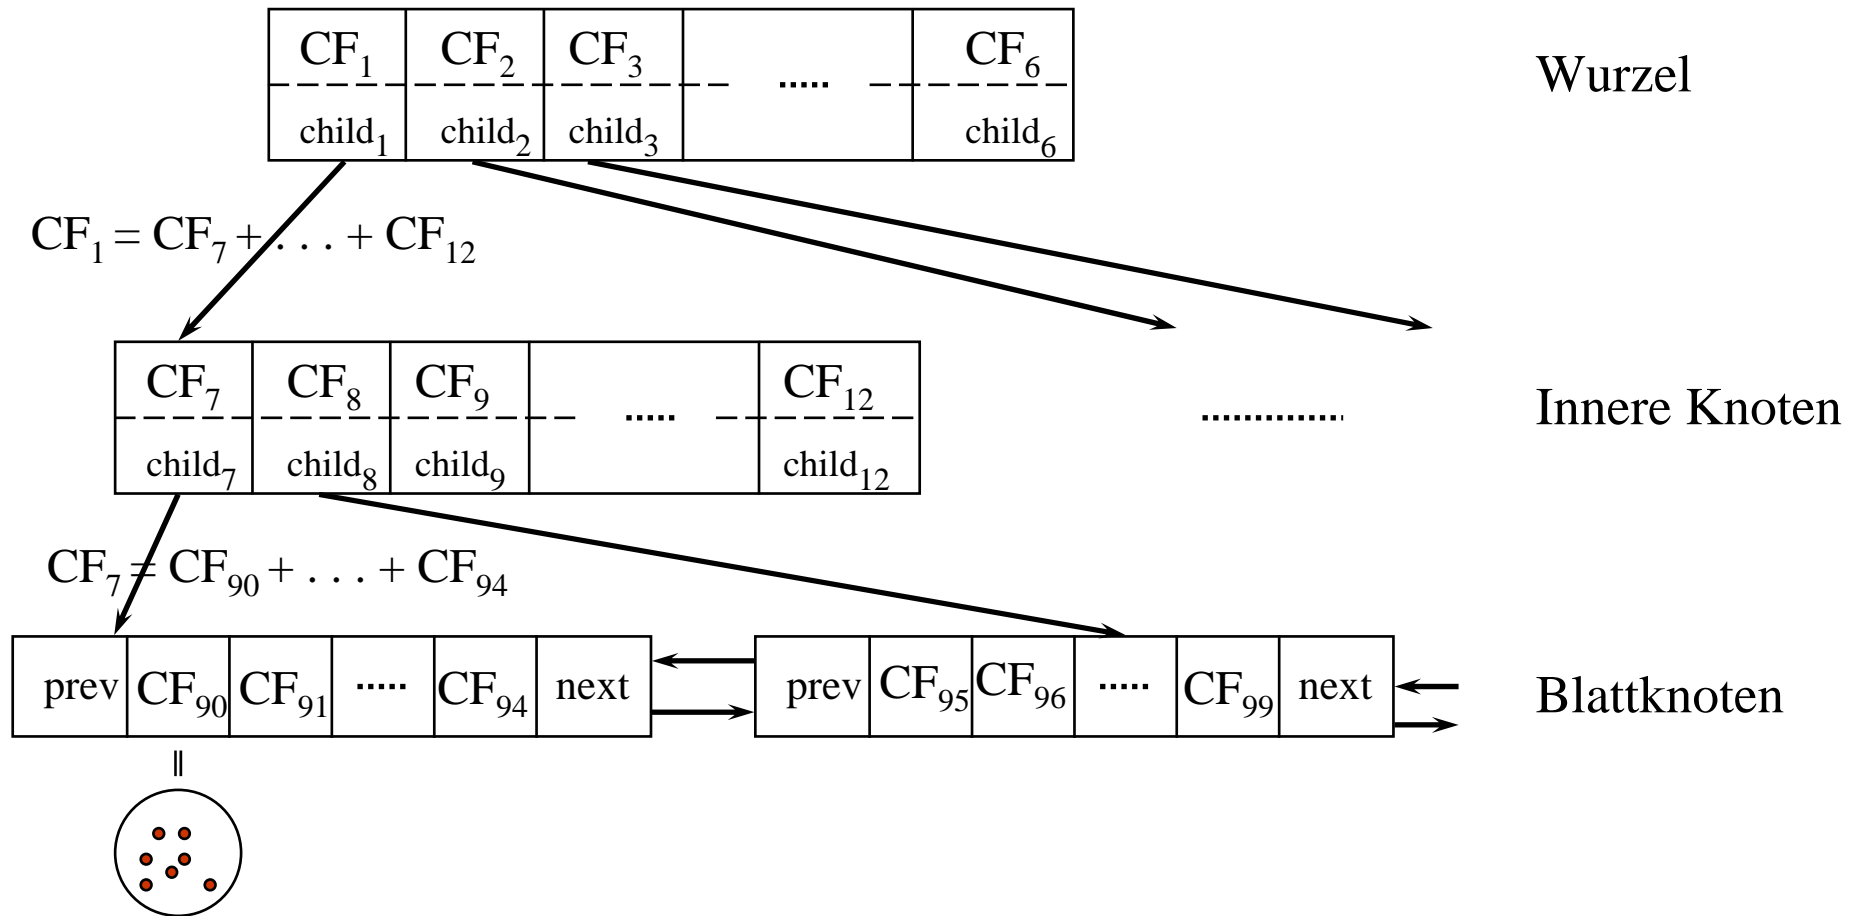 CF₁ CF₂ CF₃ ..... CF₆ Wurzel
child₁ child₂ child₃ child₆
CF₁ = CF₇ + . . . + CF₁₂
CF₇ CF₈ CF₉ ..... CF₁₂ .............. Innere Knoten
child₇ child₈ child₉ child₁₂
CF₇ = CF₉₀ + . . . + CF₉₄
prev CF₉₀ CF₉₁ ..... CF₉₄ next prev CF₉₅ CF₉₆ ..... CF₉₉ next Blattknoten